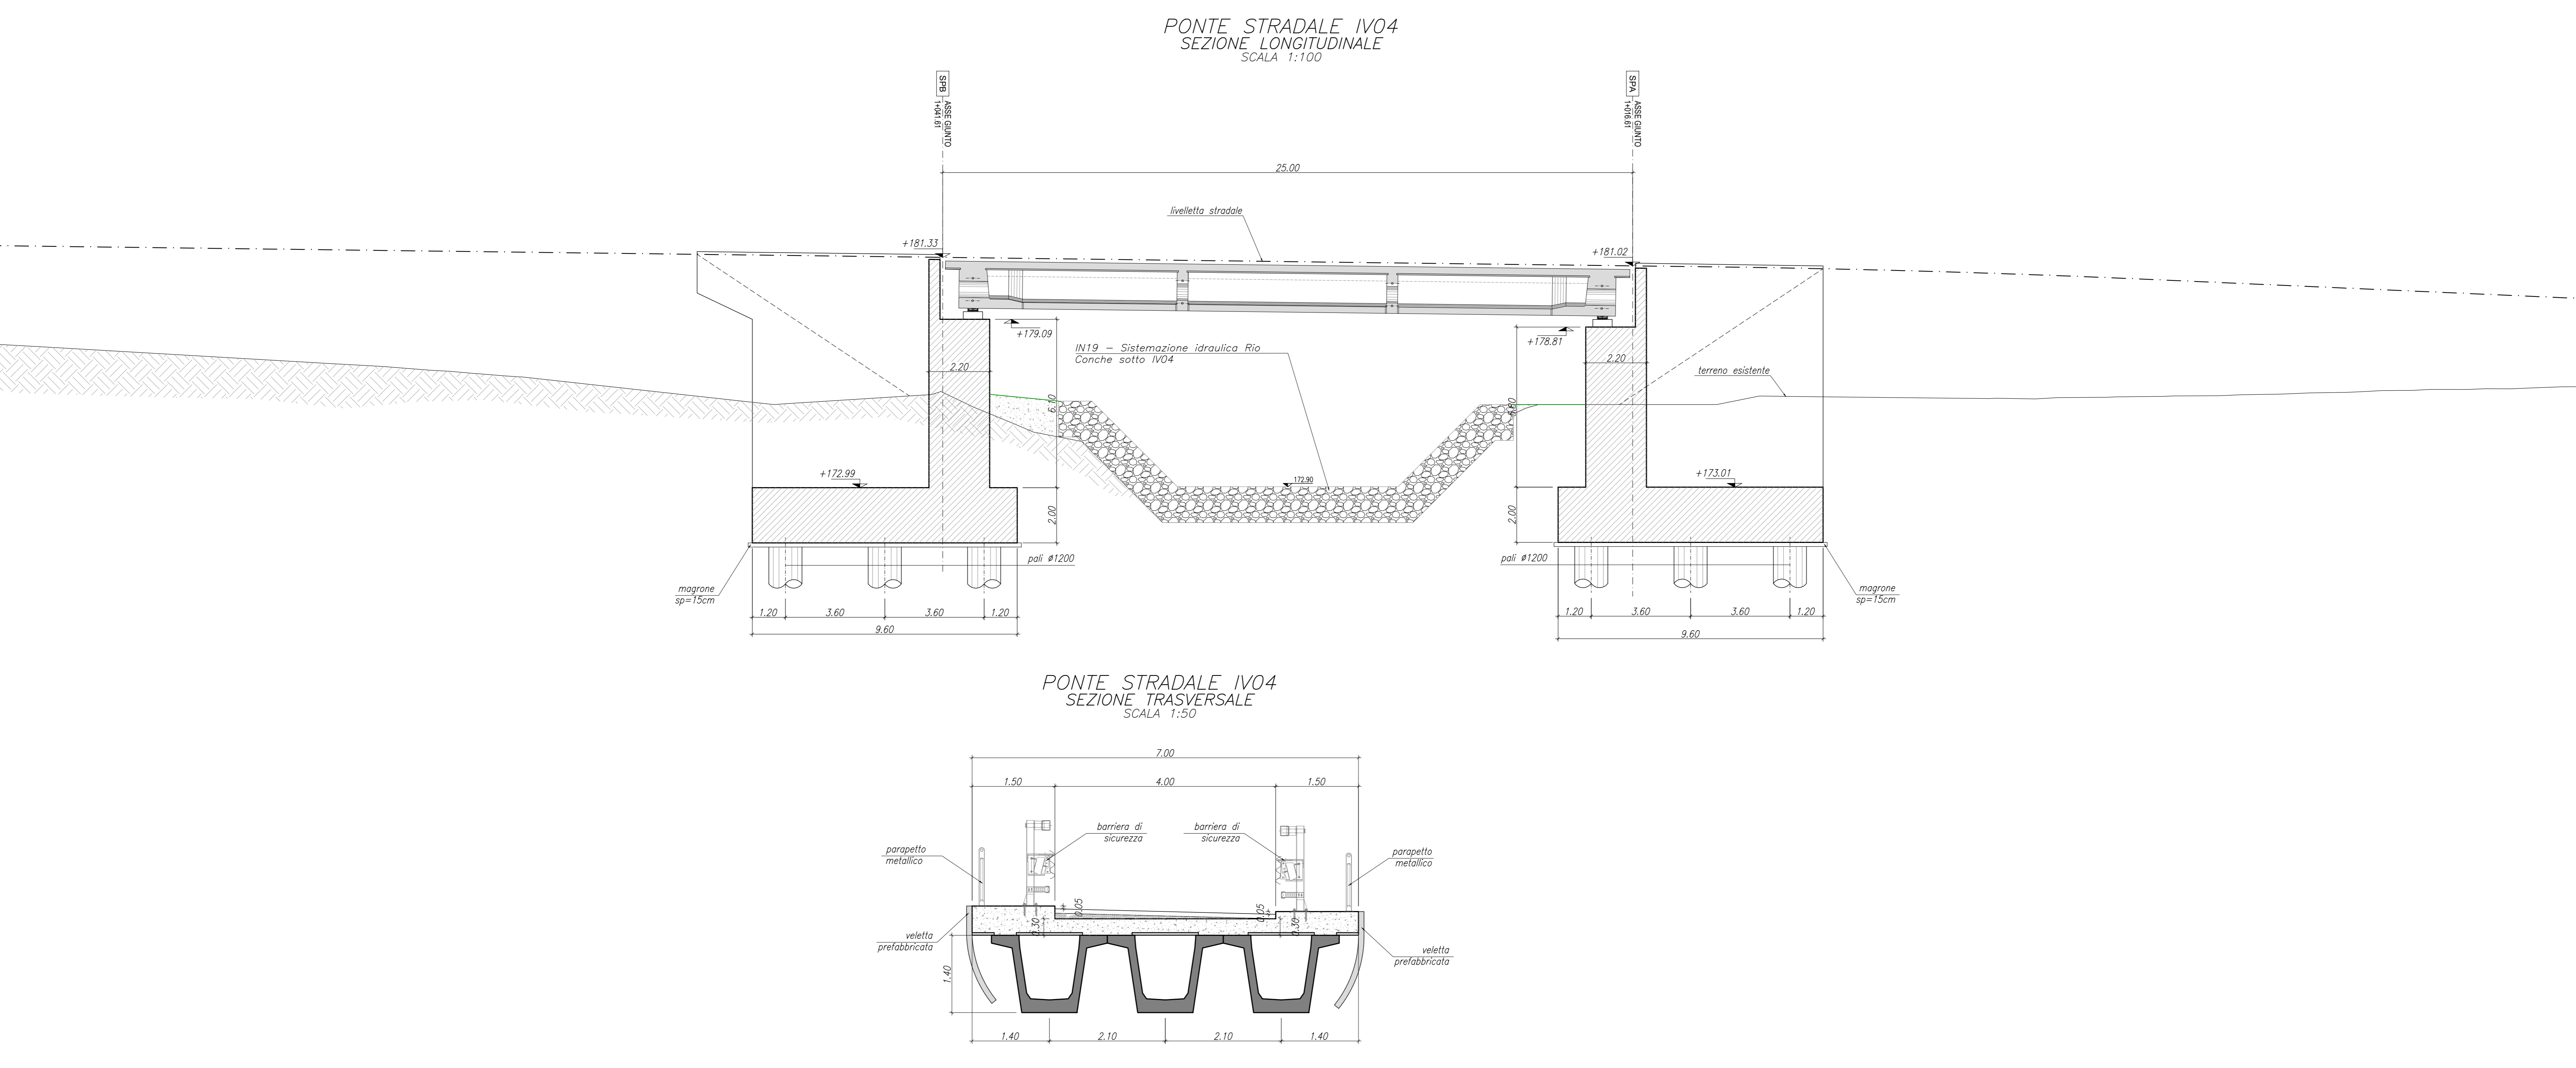 PONTE STRADALE IV04
SEZIONE LONGITUDINALE
SCALA 1:100
SPB
ASSE GIUNTO
1+041.61
SPA
ASSE GIUNTO
1+016.61
25.00
livelletta stradale
+181.33
+181.02
+179.09
+178.81
IN19 - Sistemazione idraulica Rio
Conche sotto IV04
2.20
2.20
terreno esistente
6.10
+172.99
172.90
+173.01
2.00
2.00
pali ø1200
pali ø1200
magrone
sp=15cm
magrone
sp=15cm
1.20
3.60
3.60
1.20
9.60
1.20
3.60
3.60
1.20
9.60
PONTE STRADALE IV04
SEZIONE TRASVERSALE
SCALA 1:50
7.00
1.50
4.00
1.50
barriera di
sicurezza
barriera di
sicurezza
parapetto
metallico
parapetto
metallico
0.05
0.05
0.30
0.30
veletta
prefabbricata
veletta
prefabbricata
1.40
1.40
2.10
2.10
1.40